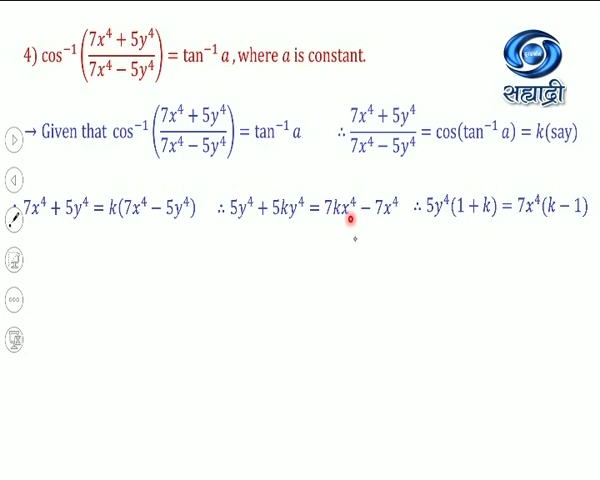 4) cos⁻¹((7x⁴ + 5y⁴)/(7x⁴ − 5y⁴)) = tan⁻¹ a , where a is constant.
सह्याद्री
→ Given that cos⁻¹((7x⁴ + 5y⁴)/(7x⁴ − 5y⁴)) = tan⁻¹ a ∴ (7x⁴ + 5y⁴)/(7x⁴ − 5y⁴) = cos(tan⁻¹ a) = k(say)
7x⁴ + 5y⁴ = k(7x⁴ − 5y⁴) ∴ 5y⁴ + 5ky⁴ = 7kx⁴ − 7x⁴ ∴ 5y⁴(1 + k) = 7x⁴(k − 1)